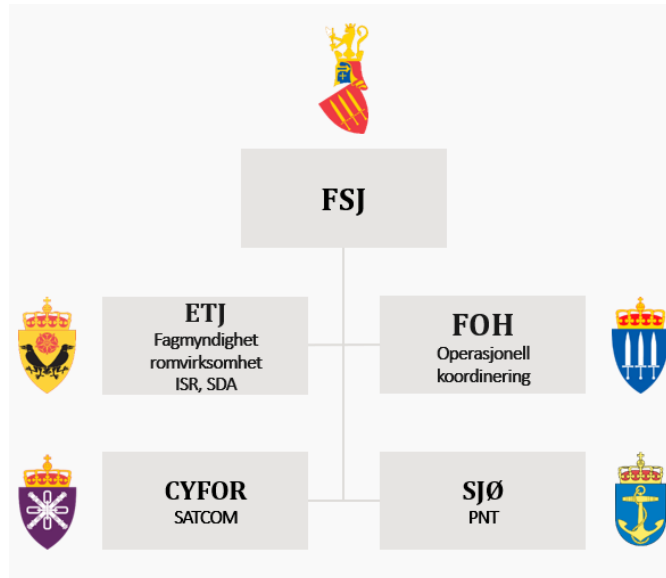 FSJ
ETJ
Fagmyndighet
romvirksomhet
ISR, SDA
FOH
Operasjonell
koordinering
CYFOR
SATCOM
SJØ
PNT